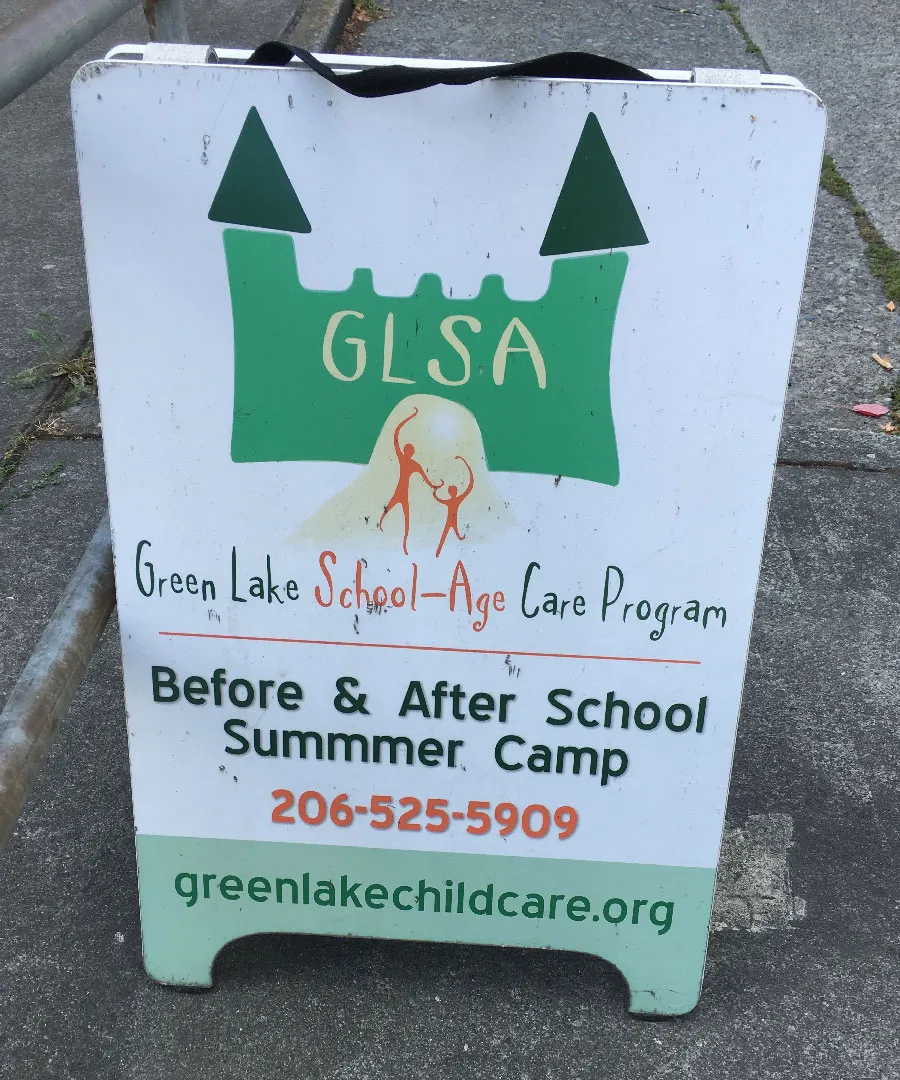 GLSA
Green Lake School-Age Care Program
Before & After School
Summmer Camp
206-525-5909
greenlakechildcare.org